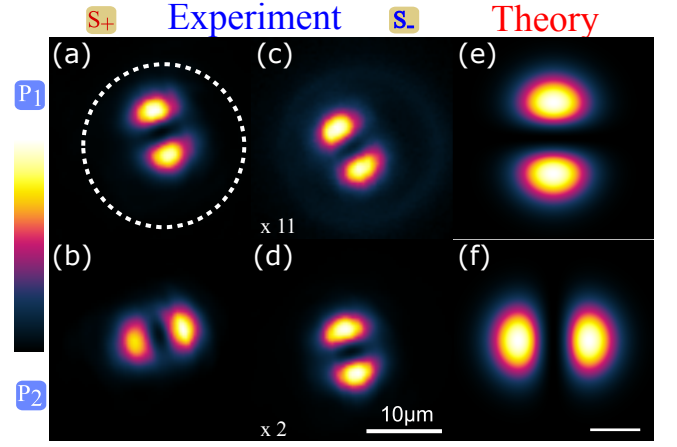 S+ Experiment S- Theory
(a) (c) (e)
P1
x 11
(b) (d) (f)
P2
x 2 10μm